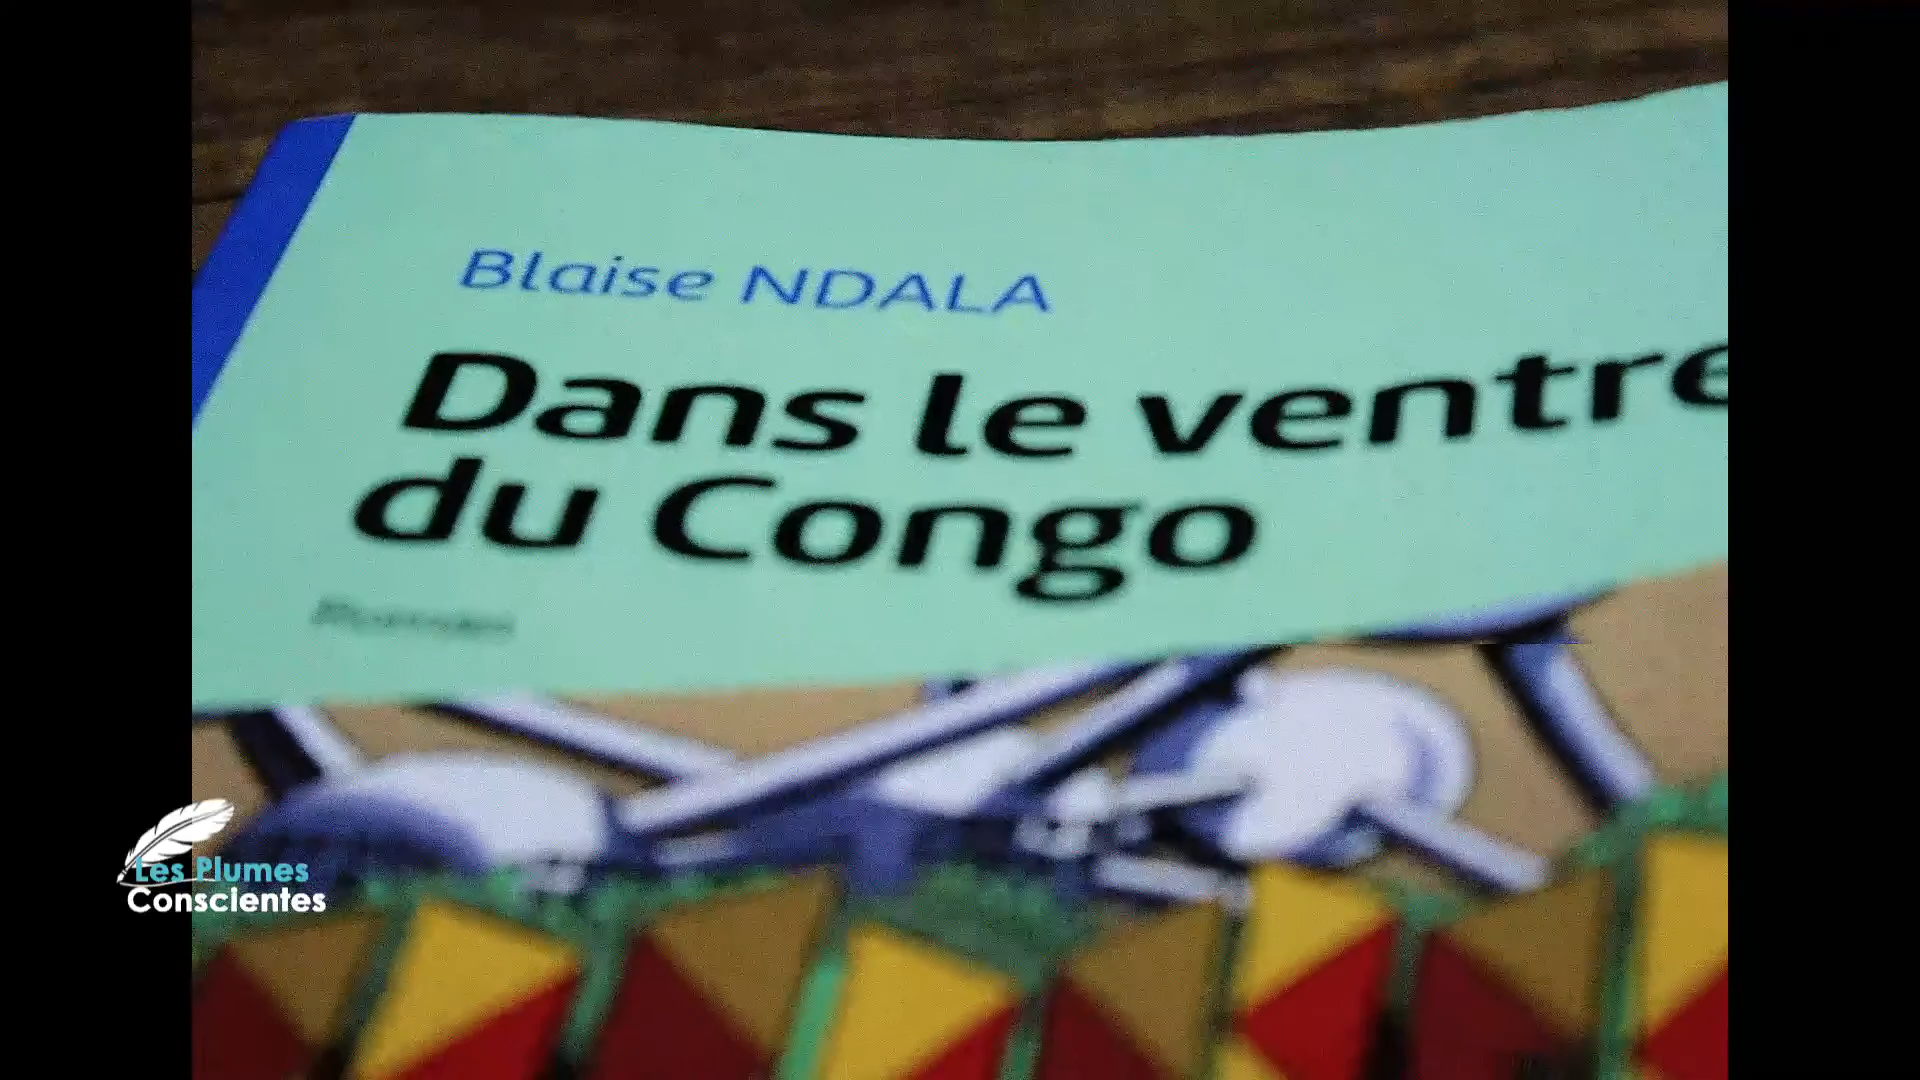 Blaise NDALA
Dans le ventre
du Congo
Les Plumes
Conscientes